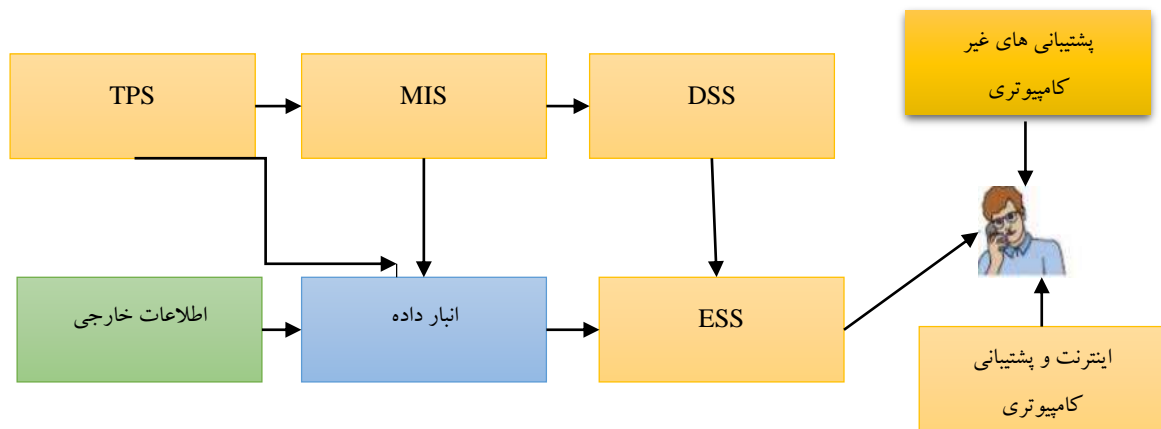 پشتیبانی های غیر
کامپیوتری
TPS
MIS
DSS
اطلاعات خارجی
انبار داده
ESS
اینترنت و پشتیبانی
کامپیوتری